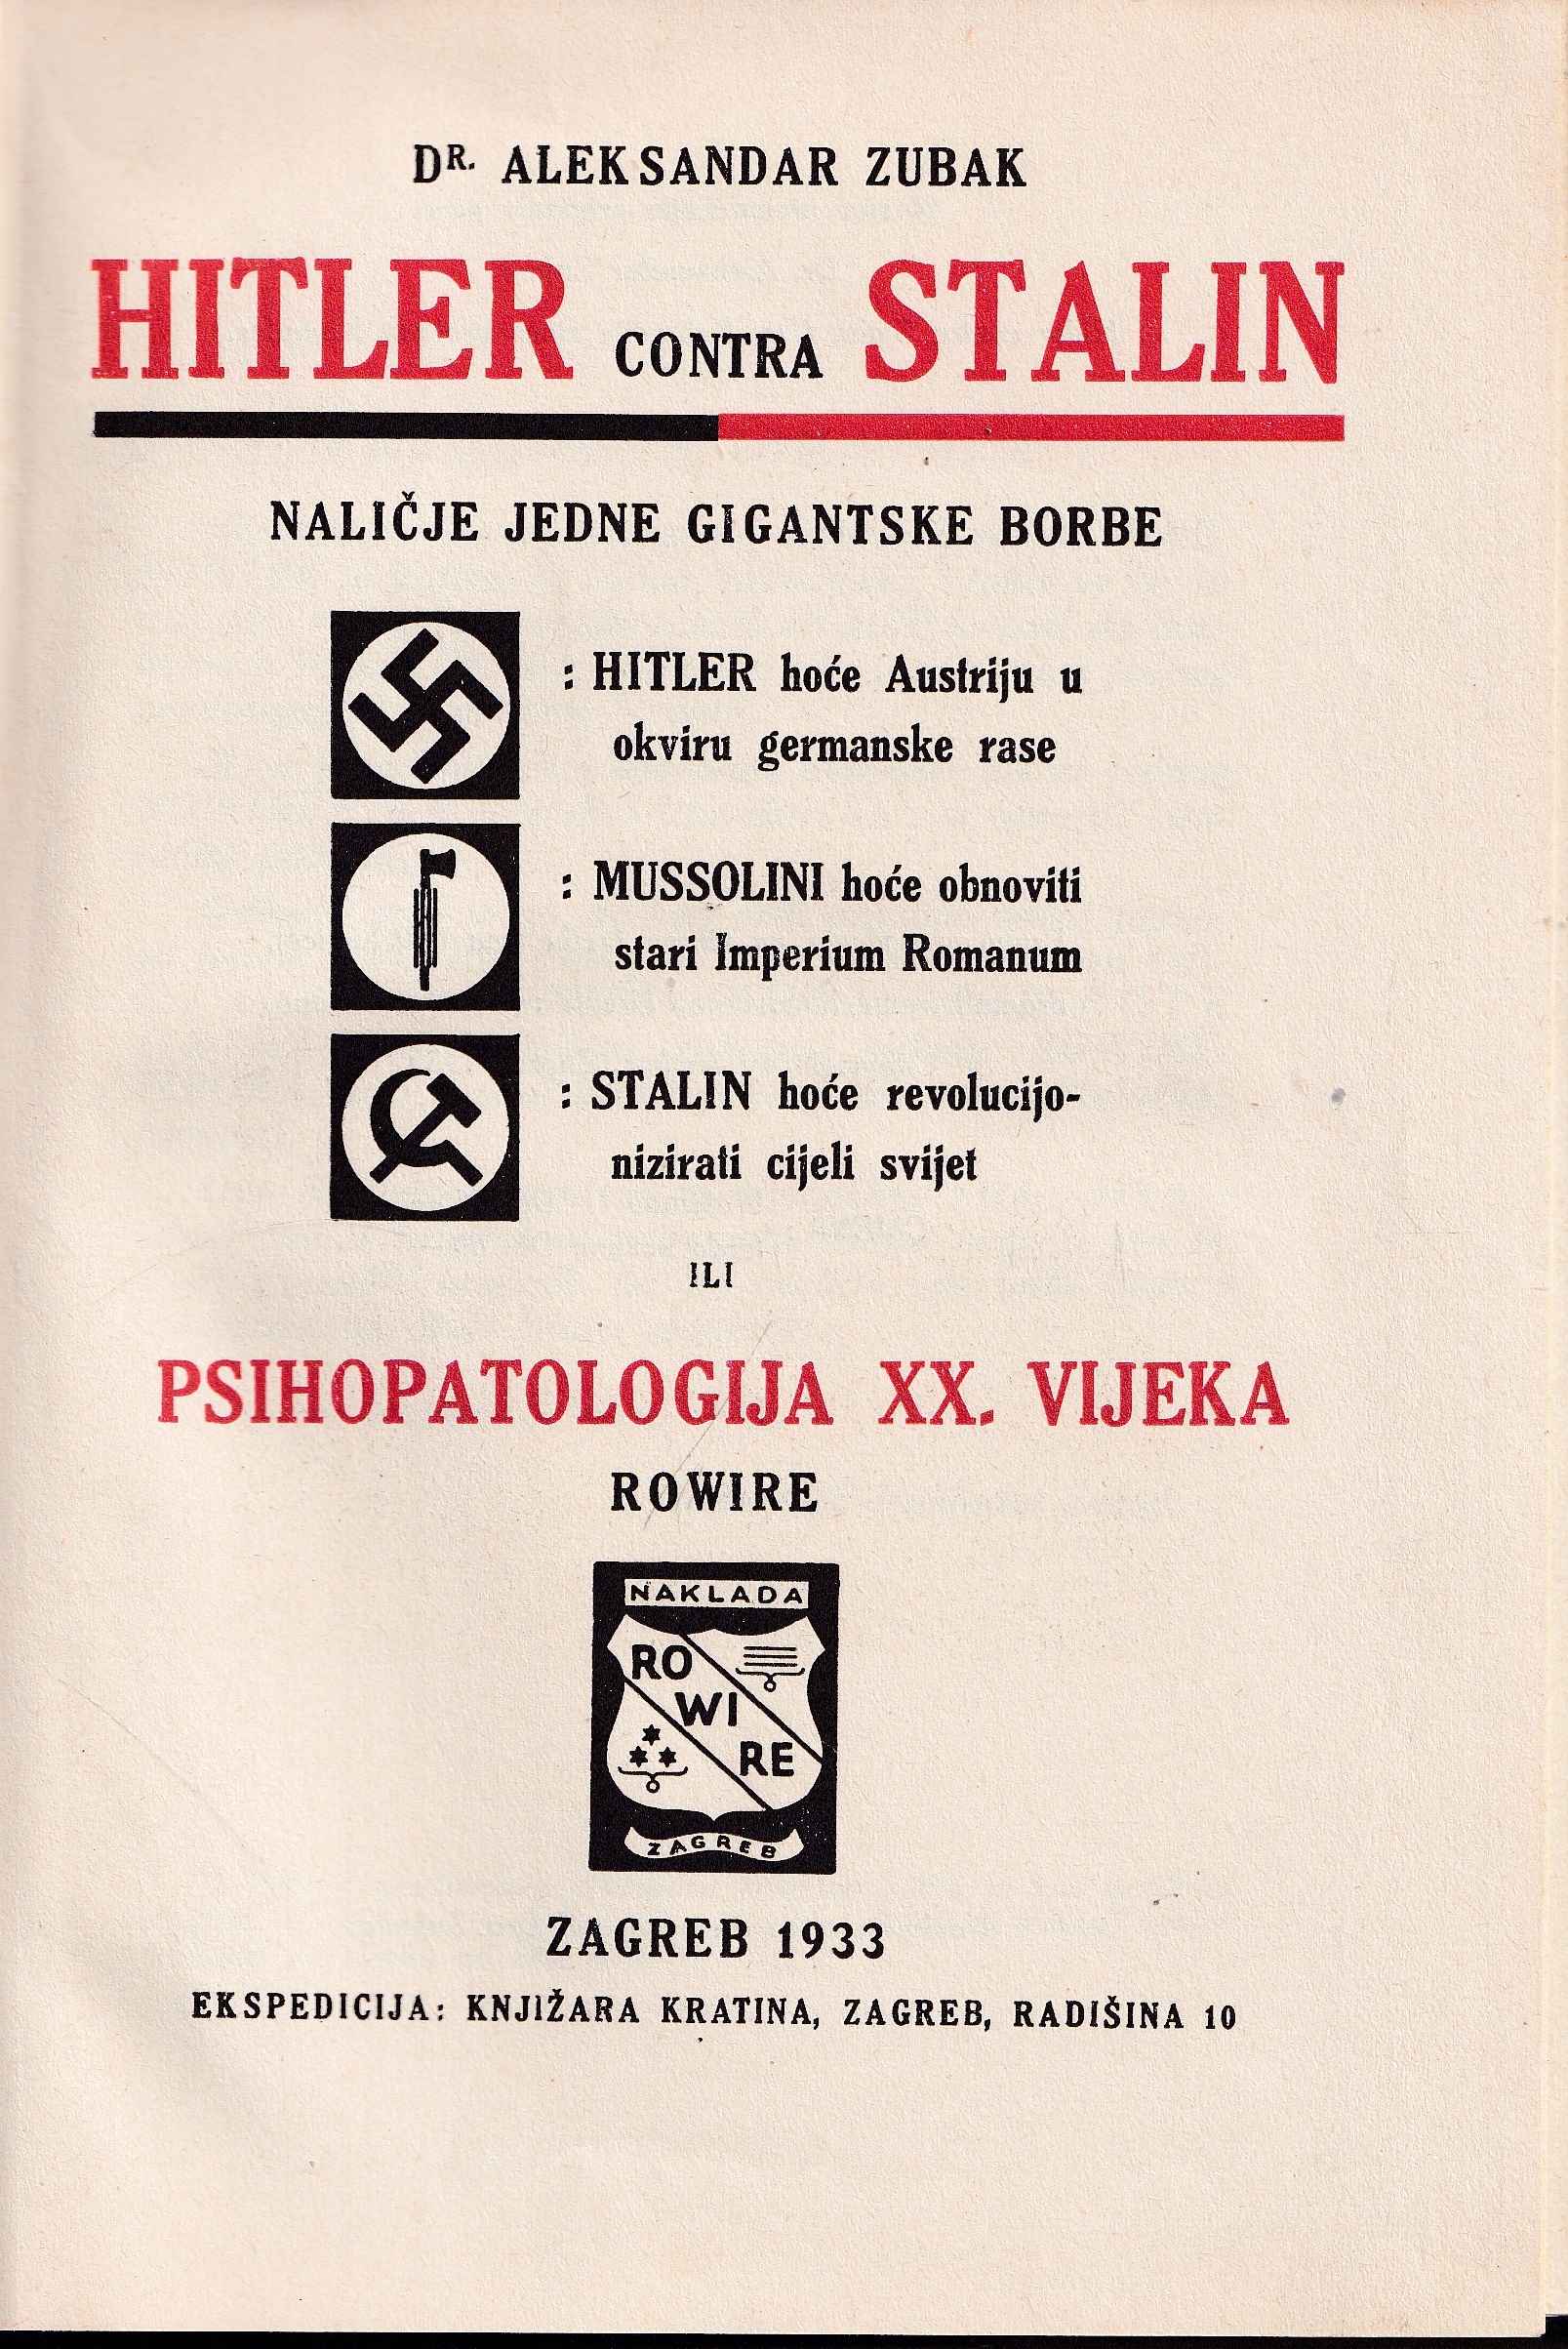 DR. ALEKSANDAR ZUBAK
HITLER CONTRA STALIN
NALIČJE JEDNE GIGANTSKE BORBE
: HITLER hoće Austriju u
okviru germanske rase
: MUSSOLINI hoće obnoviti
stari Imperium Romanum
: STALIN hoće revolucijo-
nizirati cijeli svijet
ILI
PSIHOPATOLOGIJA XX. VIJEKA
ROWIRE
NAKLADA
RO
WI
RE
ZAGREB
ZAGREB 1933
EKSPEDICIJA: KNJIŽARA KRATINA, ZAGREB, RADIŠINA 10